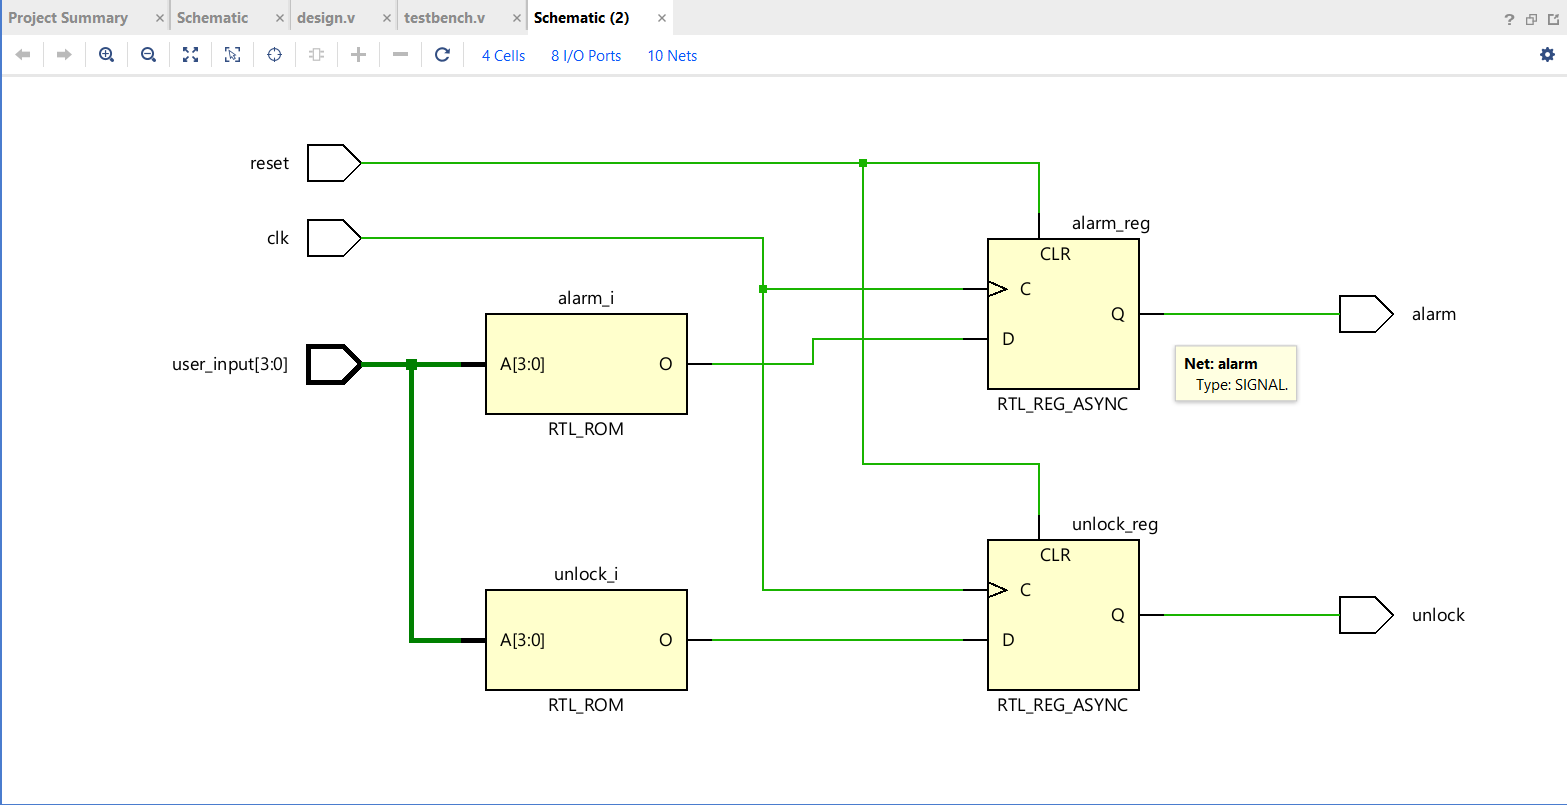 Project Summary × Schematic × design.v × testbench.v × Schematic (2) ×
?
4 Cells 8 I/O Ports 10 Nets
reset
clk
user_input[3:0]
alarm_i
A[3:0] O
RTL_ROM
unlock_i
A[3:0] O
RTL_ROM
alarm_reg
CLR
C
Q
D
RTL_REG_ASYNC
alarm
Net: alarm
Type: SIGNAL.
unlock_reg
CLR
C
Q
D
RTL_REG_ASYNC
unlock